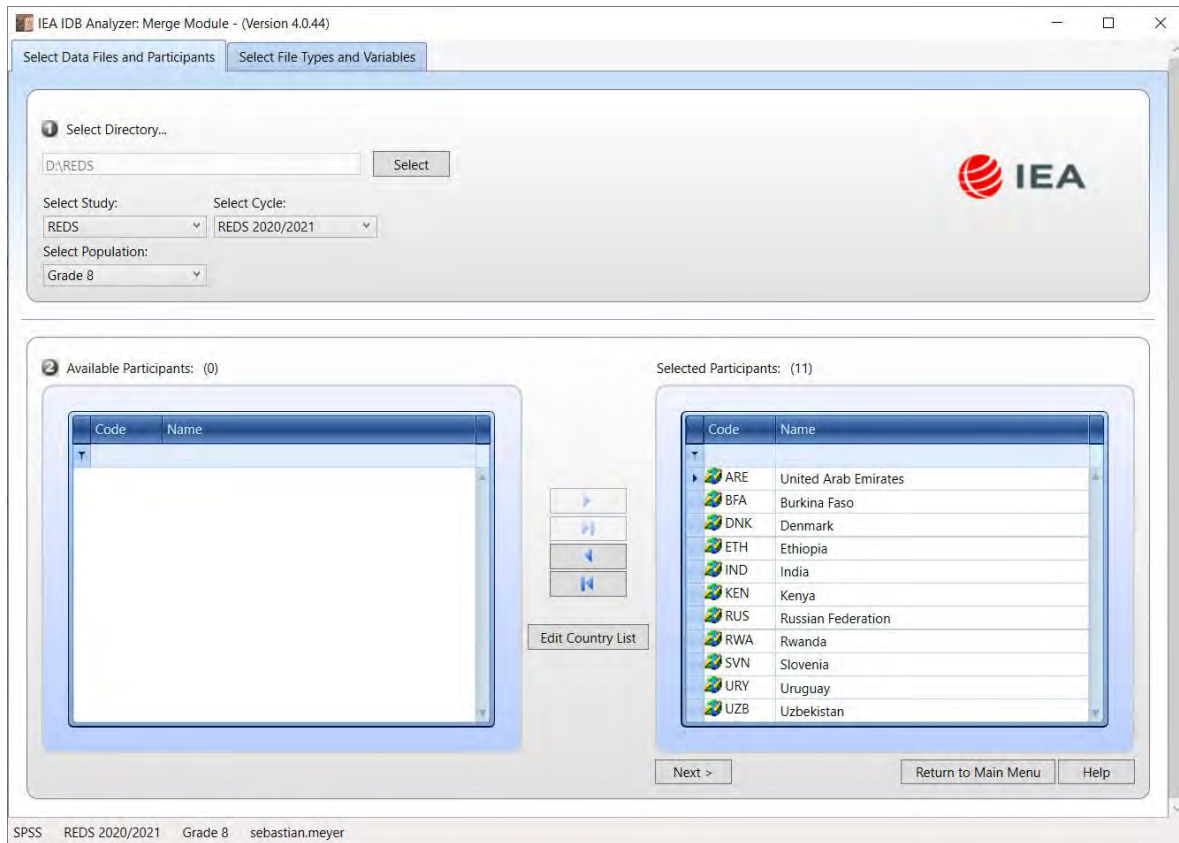 IEA IDB Analyzer: Merge Module - (Version 4.0.44)
Select Data Files and Participants Select File Types and Variables
1 Select Directory...
D:\REDS Select
IEA
Select Study: Select Cycle:
REDS REDS 2020/2021
Select Population:
Grade 8
2 Available Participants: (0)
Code Name
Edit Country List
Selected Participants: (11)
Code Name
ARE United Arab Emirates
BFA Burkina Faso
DNK Denmark
ETH Ethiopia
IND India
KEN Kenya
RUS Russian Federation
RWA Rwanda
SVN Slovenia
URY Uruguay
UZB Uzbekistan
Next > Return to Main Menu Help
SPSS REDS 2020/2021 Grade 8 sebastian.meyer